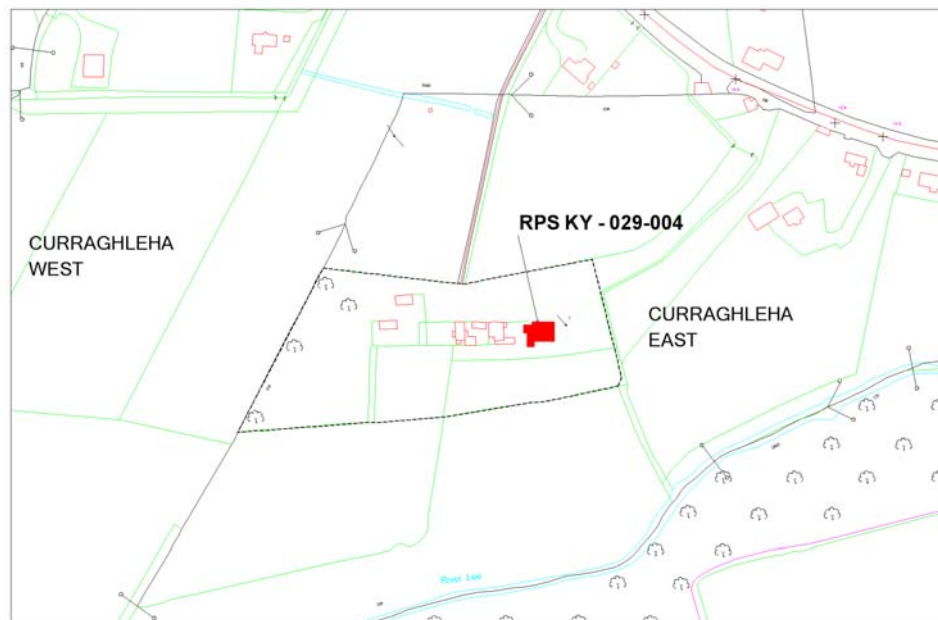 RPS KY - 029-004
CURRAGHLEHA
WEST
CURRAGHLEHA
EAST
River Lee